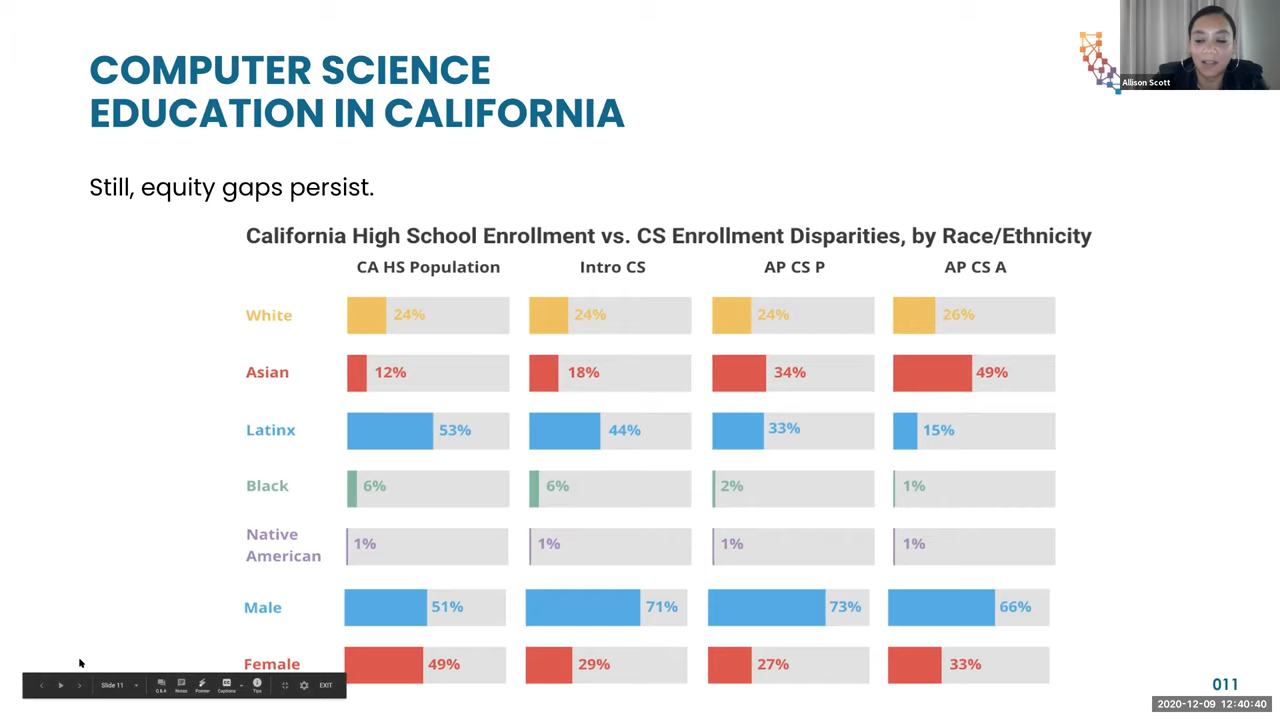 COMPUTER SCIENCE
EDUCATION IN CALIFORNIA
Allison Scott
Still, equity gaps persist.
California High School Enrollment vs. CS Enrollment Disparities, by Race/Ethnicity
CA HS Population Intro CS AP CS P AP CS A
White 24% 24% 24% 26%
Asian 12% 18% 34% 49%
Latinx 53% 44% 33% 15%
Black 6% 6% 2% 1%
Native
American 1% 1% 1% 1%
Male 51% 71% 73% 66%
Female 49% 29% 27% 33%
Slide 11 Q & A Notes Pointer Captions Tips EXIT
011
2020-12-09 12:40:40